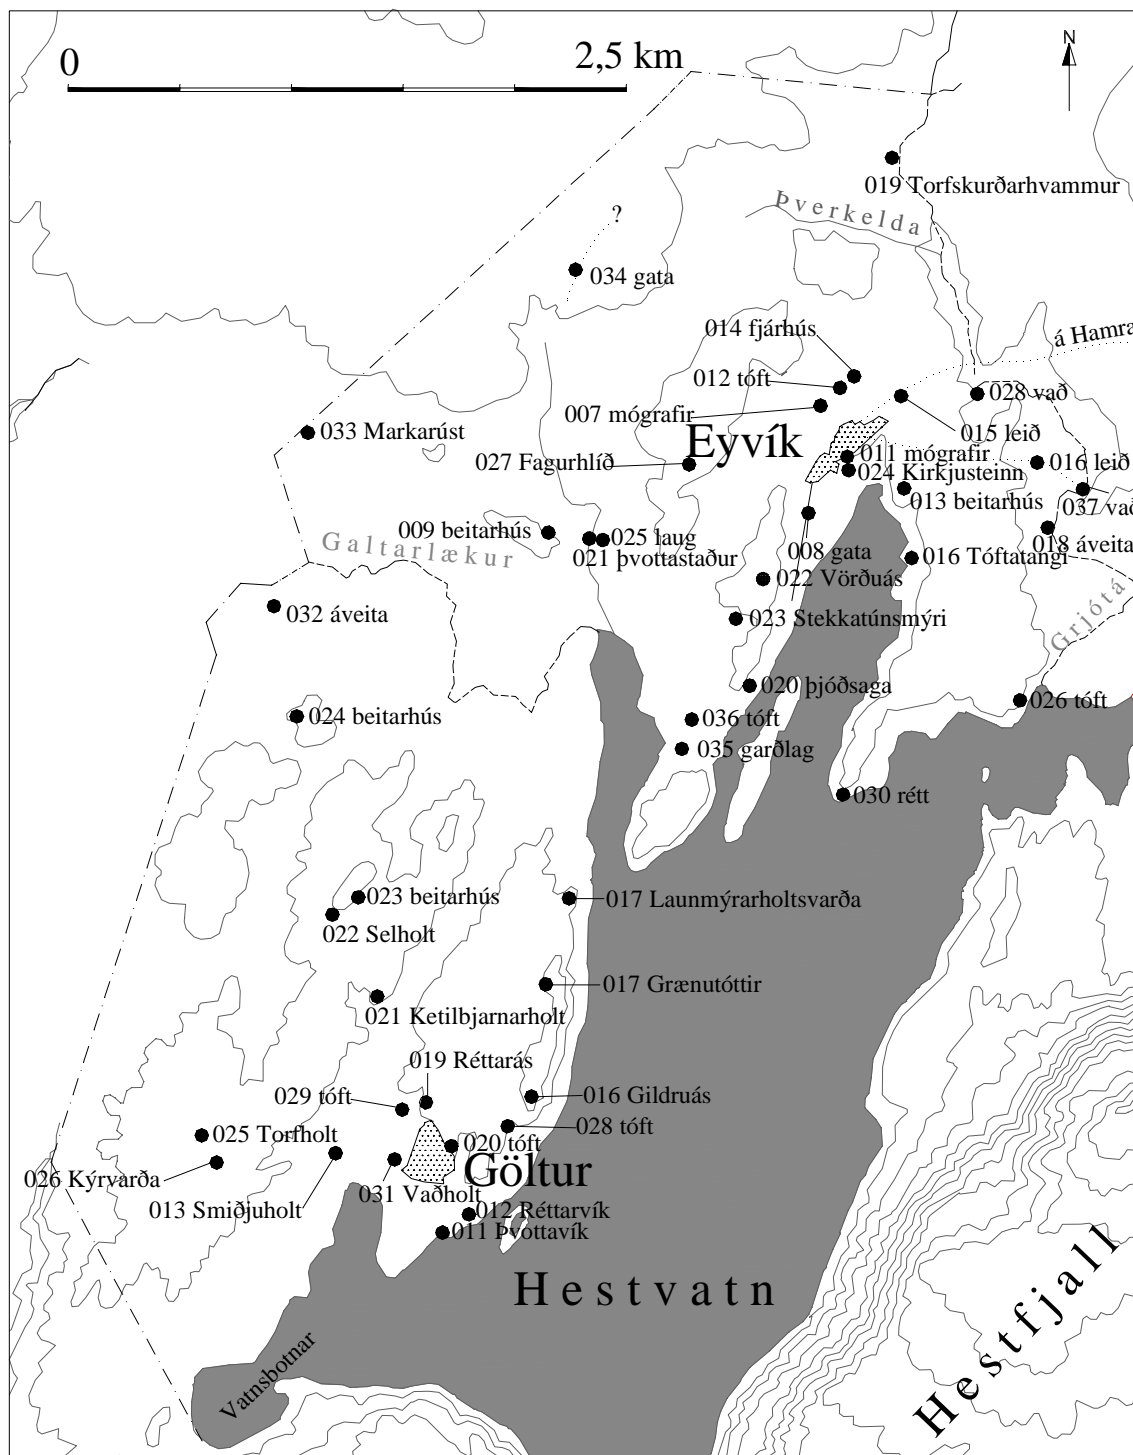 0
2,5 km
N
019 Torfskurðarhvammur
Þverkelda
?
034 gata
014 fjárhús
á Hamra
012 tóft
028 vað
007 mógrafir
033 Markarúst
Eyvík
015 leið
011 mógrafir
027 Fagurhlíð
016 leið
024 Kirkjusteinn
013 beitarhús
037 vað
009 beitarhús
025 laug
018 áveita
Galtarlækur
021 þvottastaður
008 gata
016 Tóftatangi
022 Vörðuás
032 áveita
023 Stekkatúnsmýri
Grjótá
020 þjóðsaga
026 tóft
024 beitarhús
036 tóft
035 garðlag
030 rétt
023 beitarhús
017 Launmýrarholtsvarða
022 Selholt
017 Grænutóttir
021 Ketilbjarnarholt
019 Réttarás
029 tóft
016 Gildruás
028 tóft
025 Torfholt
020 tóft
Göltur
026 Kýrvarða
031 Vaðholt
013 Smiðjuholt
012 Réttarvík
011 Þvottavík
Hestvatn
Hestfjall
Vatnsbotnar